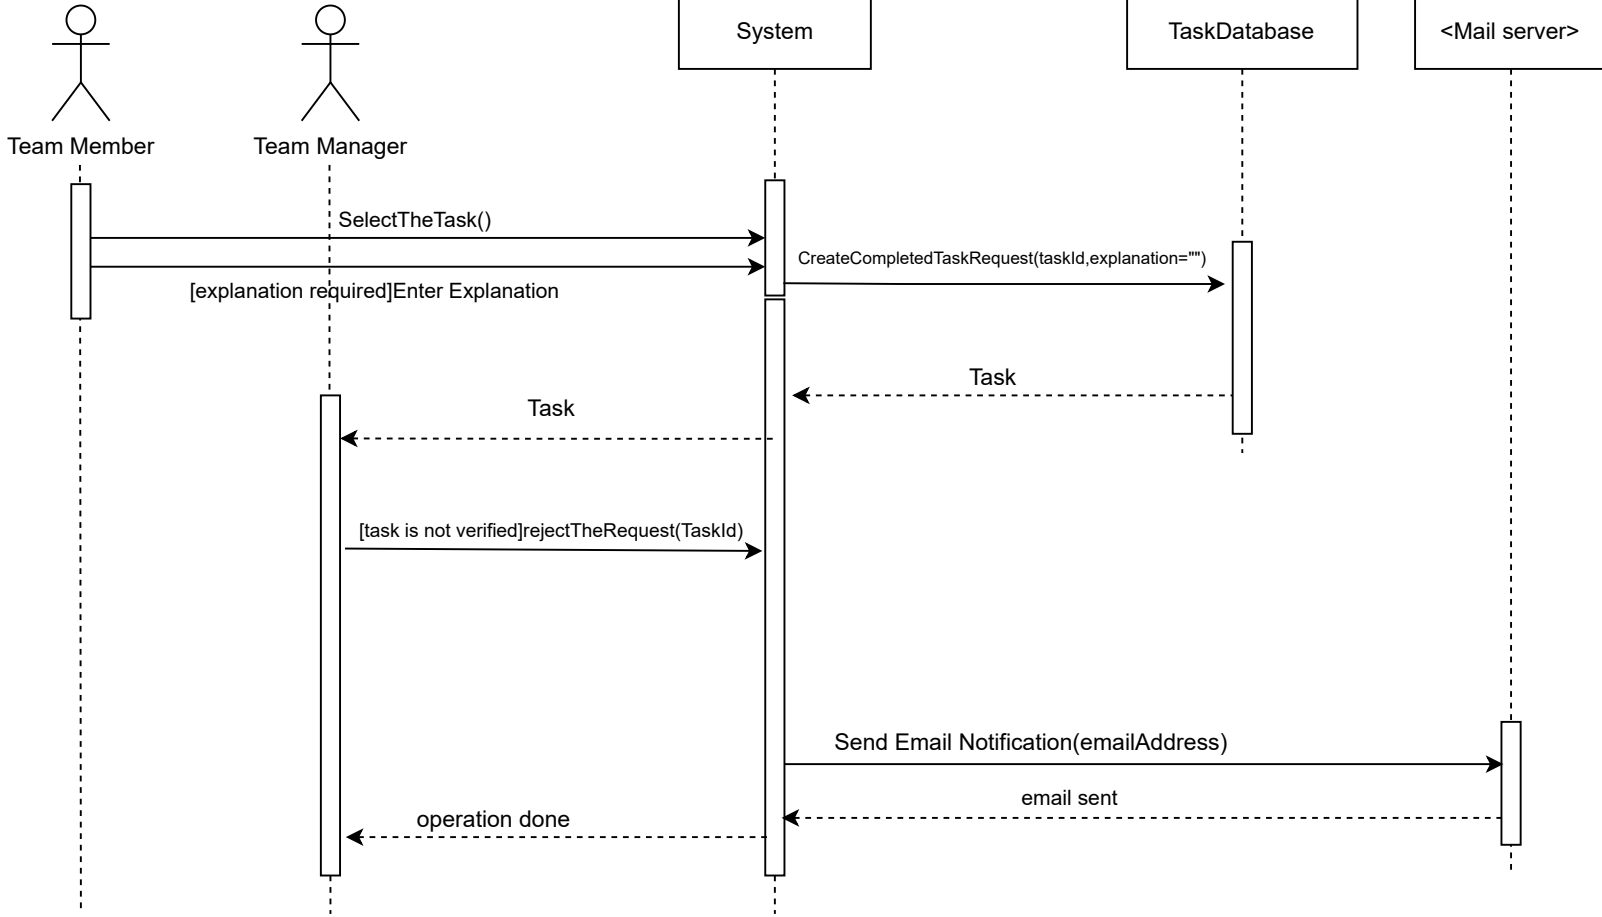 System
TaskDatabase
<Mail server>
Team Member
Team Manager
SelectTheTask()
CreateCompletedTaskRequest(taskId,explanation="")
[explanation required]Enter Explanation
Task
Task
[task is not verified]rejectTheRequest(TaskId)
Send Email Notification(emailAddress)
email sent
operation done